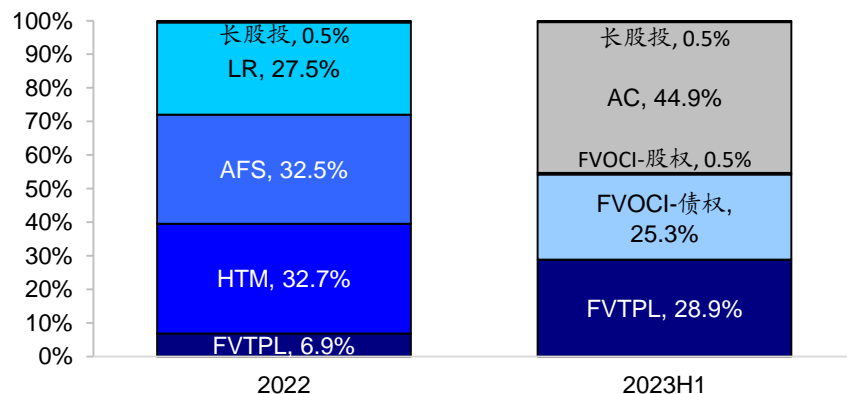 100%
90%
80%
70%
60%
50%
40%
30%
20%
10%
0%
长股投, 0.5%
LR, 27.5%
AFS, 32.5%
HTM, 32.7%
FVTPL, 6.9%
2022
长股投, 0.5%
AC, 44.9%
FVOCI-股权, 0.5%
FVOCI-债权,
25.3%
FVTPL, 28.9%
2023H1